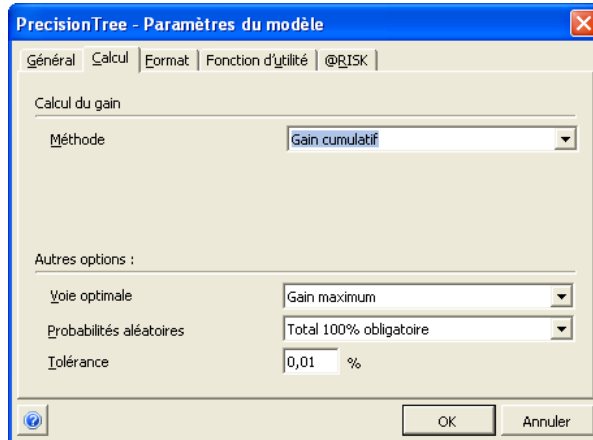 PrecisionTree - Paramètres du modèle
Général Calcul Format Fonction d'utilité @RISK
Calcul du gain
Méthode Gain cumulatif
Autres options :
Voie optimale Gain maximum
Probabilités aléatoires Total 100% obligatoire
Tolérance 0,01 %
OK Annuler